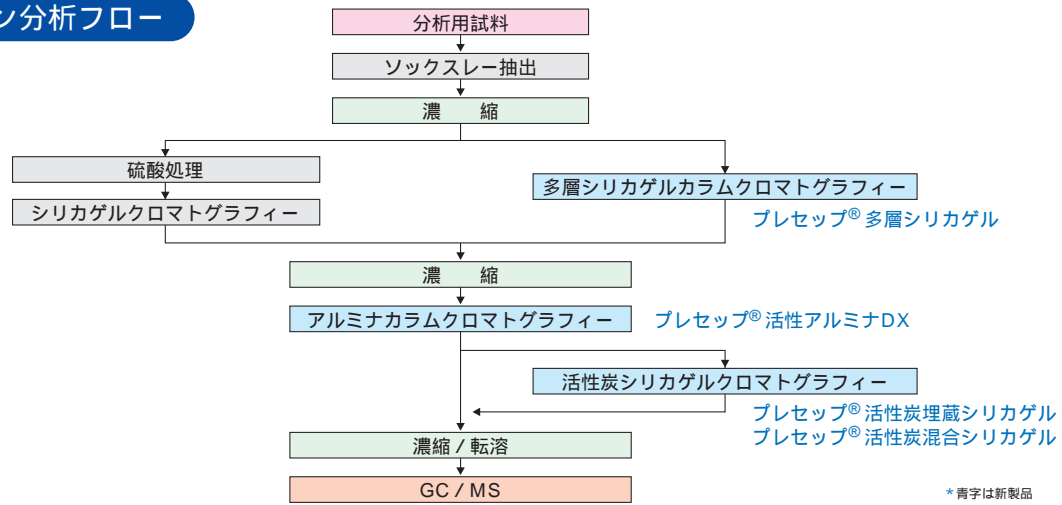 ン分析フロー
分析用試料
ソックスレー抽出
濃　縮
硫酸処理
多層シリカゲルカラムクロマトグラフィー
シリカゲルクロマトグラフィー
プレセップ® 多層シリカゲル
濃　縮
アルミナカラムクロマトグラフィー
プレセップ® 活性アルミナDX
活性炭シリカゲルクロマトグラフィー
プレセップ® 活性炭埋蔵シリカゲル
プレセップ® 活性炭混合シリカゲル
濃縮 / 転溶
GC / MS
*青字は新製品